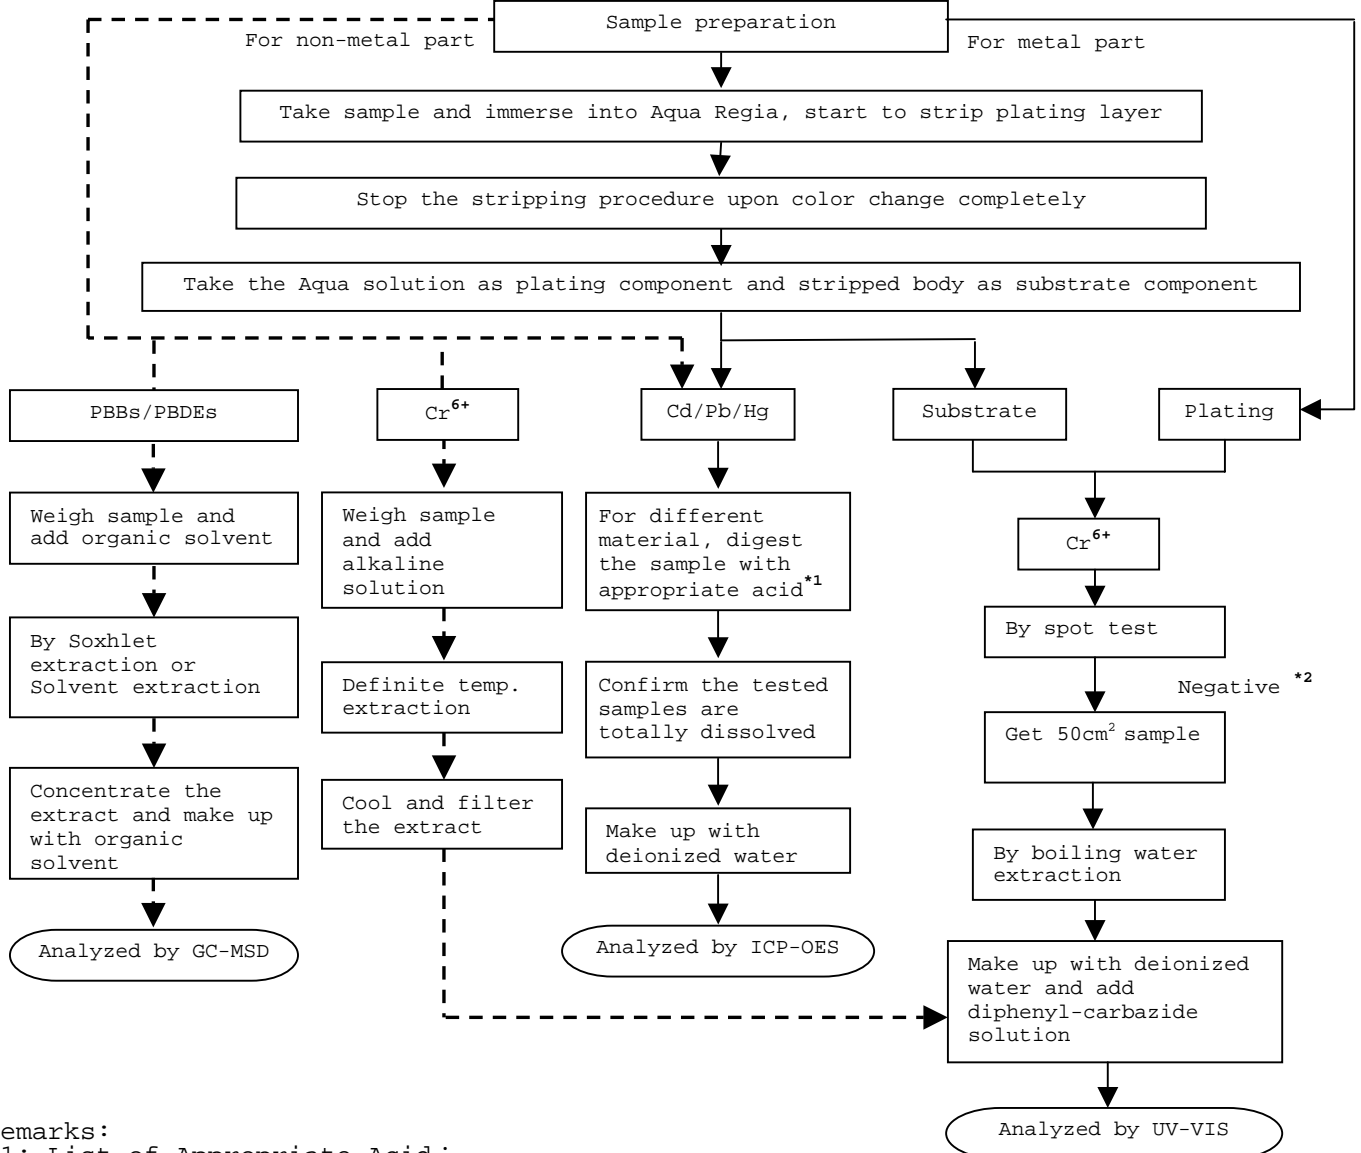 Sample preparation
For non-metal part
For metal part
Take sample and immerse into Aqua Regia, start to strip plating layer
Stop the stripping procedure upon color change completely
Take the Aqua solution as plating component and stripped body as substrate component
PBBs/PBDEs
Cr6+
Cd/Pb/Hg
Substrate
Plating
Weigh sample and
add organic solvent
Weigh sample
and add
alkaline
solution
For different
material, digest
the sample with
appropriate acid*1
Cr6+
By Soxhlet
extraction or
Solvent extraction
Definite temp.
extraction
Confirm the tested
samples are
totally dissolved
By spot test
Negative *2
Get 50cm2 sample
Concentrate the
extract and make up
with organic
solvent
Cool and filter
the extract
Make up with
deionized water
By boiling water
extraction
Analyzed by GC-MSD
Analyzed by ICP-OES
Make up with deionized
water and add
diphenyl-carbazide
solution
Analyzed by UV-VIS
emarks:
1: List of Appropriate Acid: